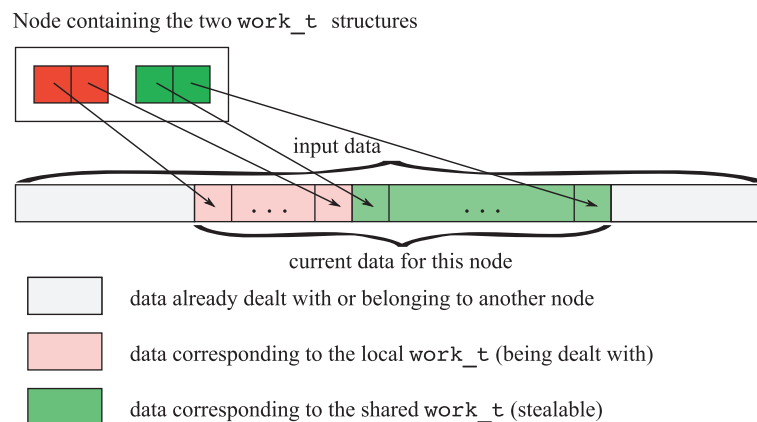 Node containing the two work_t structures
input data
. . .
. . .
current data for this node
data already dealt with or belonging to another node
data corresponding to the local work_t (being dealt with)
data corresponding to the shared work_t (stealable)